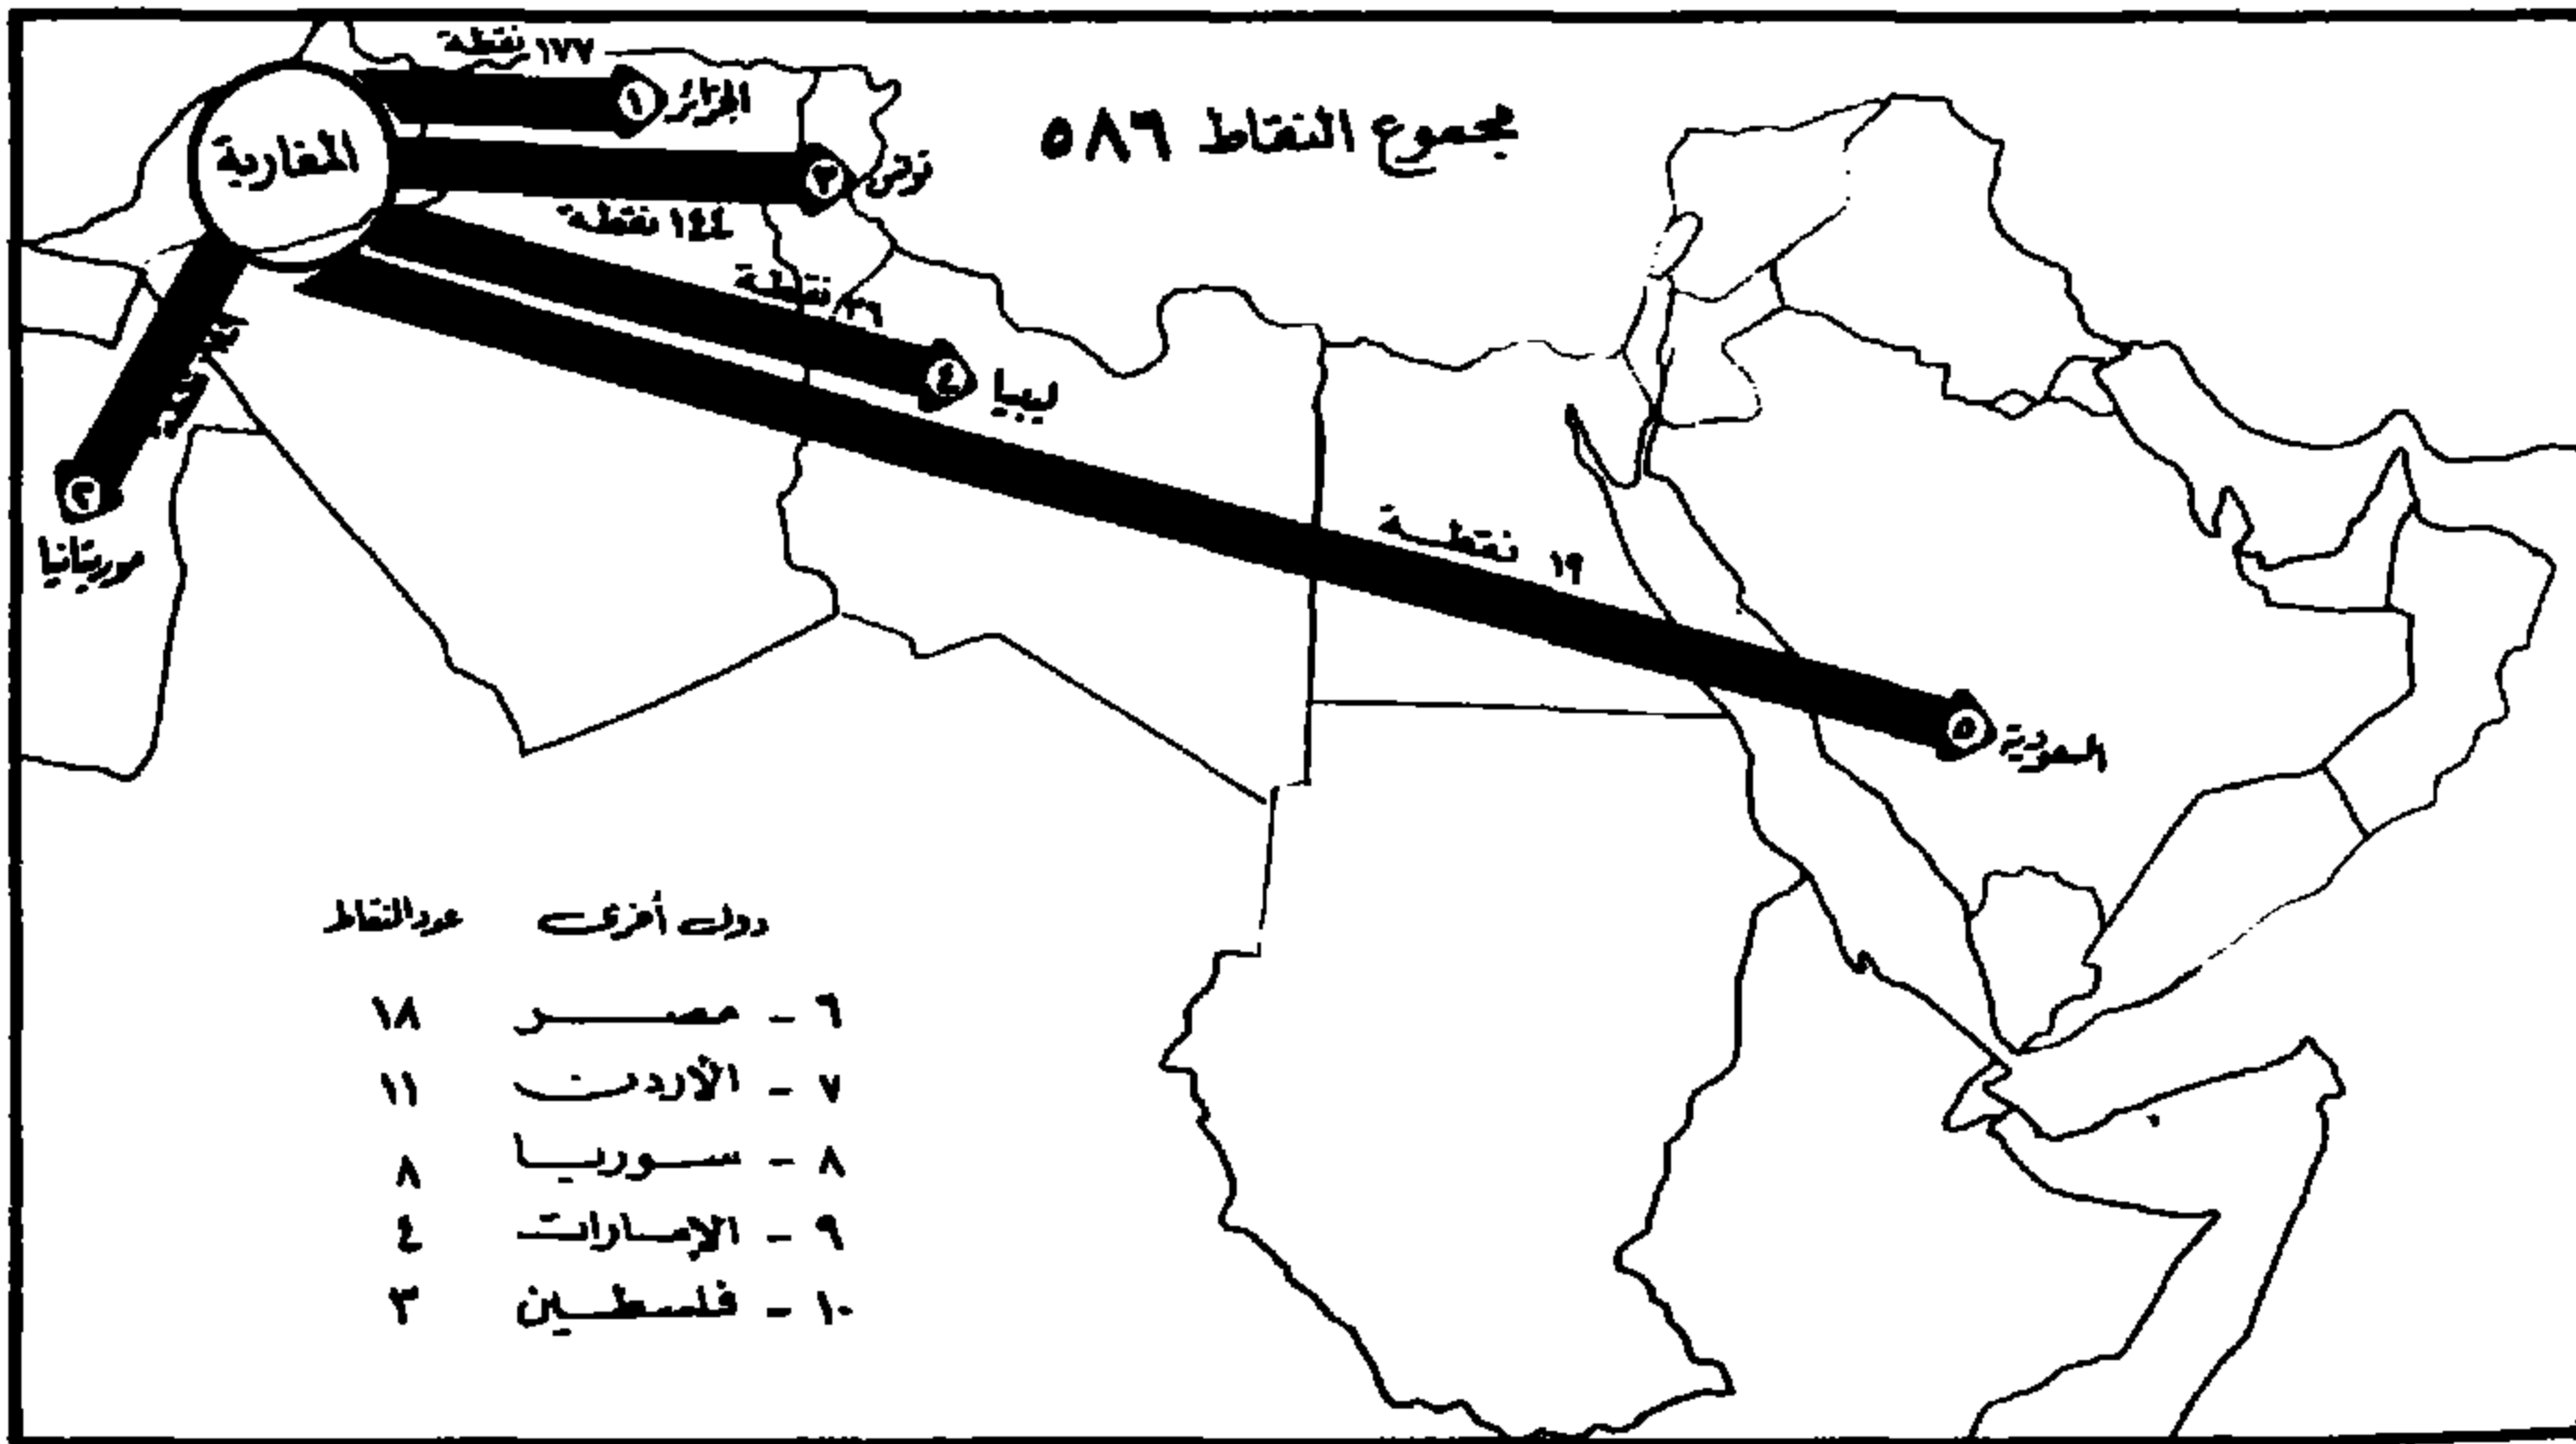 ١٧٧ نقطة
١ الجزائر
مجموع النقاط ٥٨٦
المغاربة
٣ تونس
١٤٤ نقطة
٣٦ نقطة
٤ ليبيا
٢
موريتانيا
١٩ نقطة
٥ السعودية
دول أخرى عدد النقاط
٦ - مصر ١٨
٧ - الأردن ١١
٨ - سوريا ٨
٩ - الإمارات ٤
١٠ - فلسطين ٣